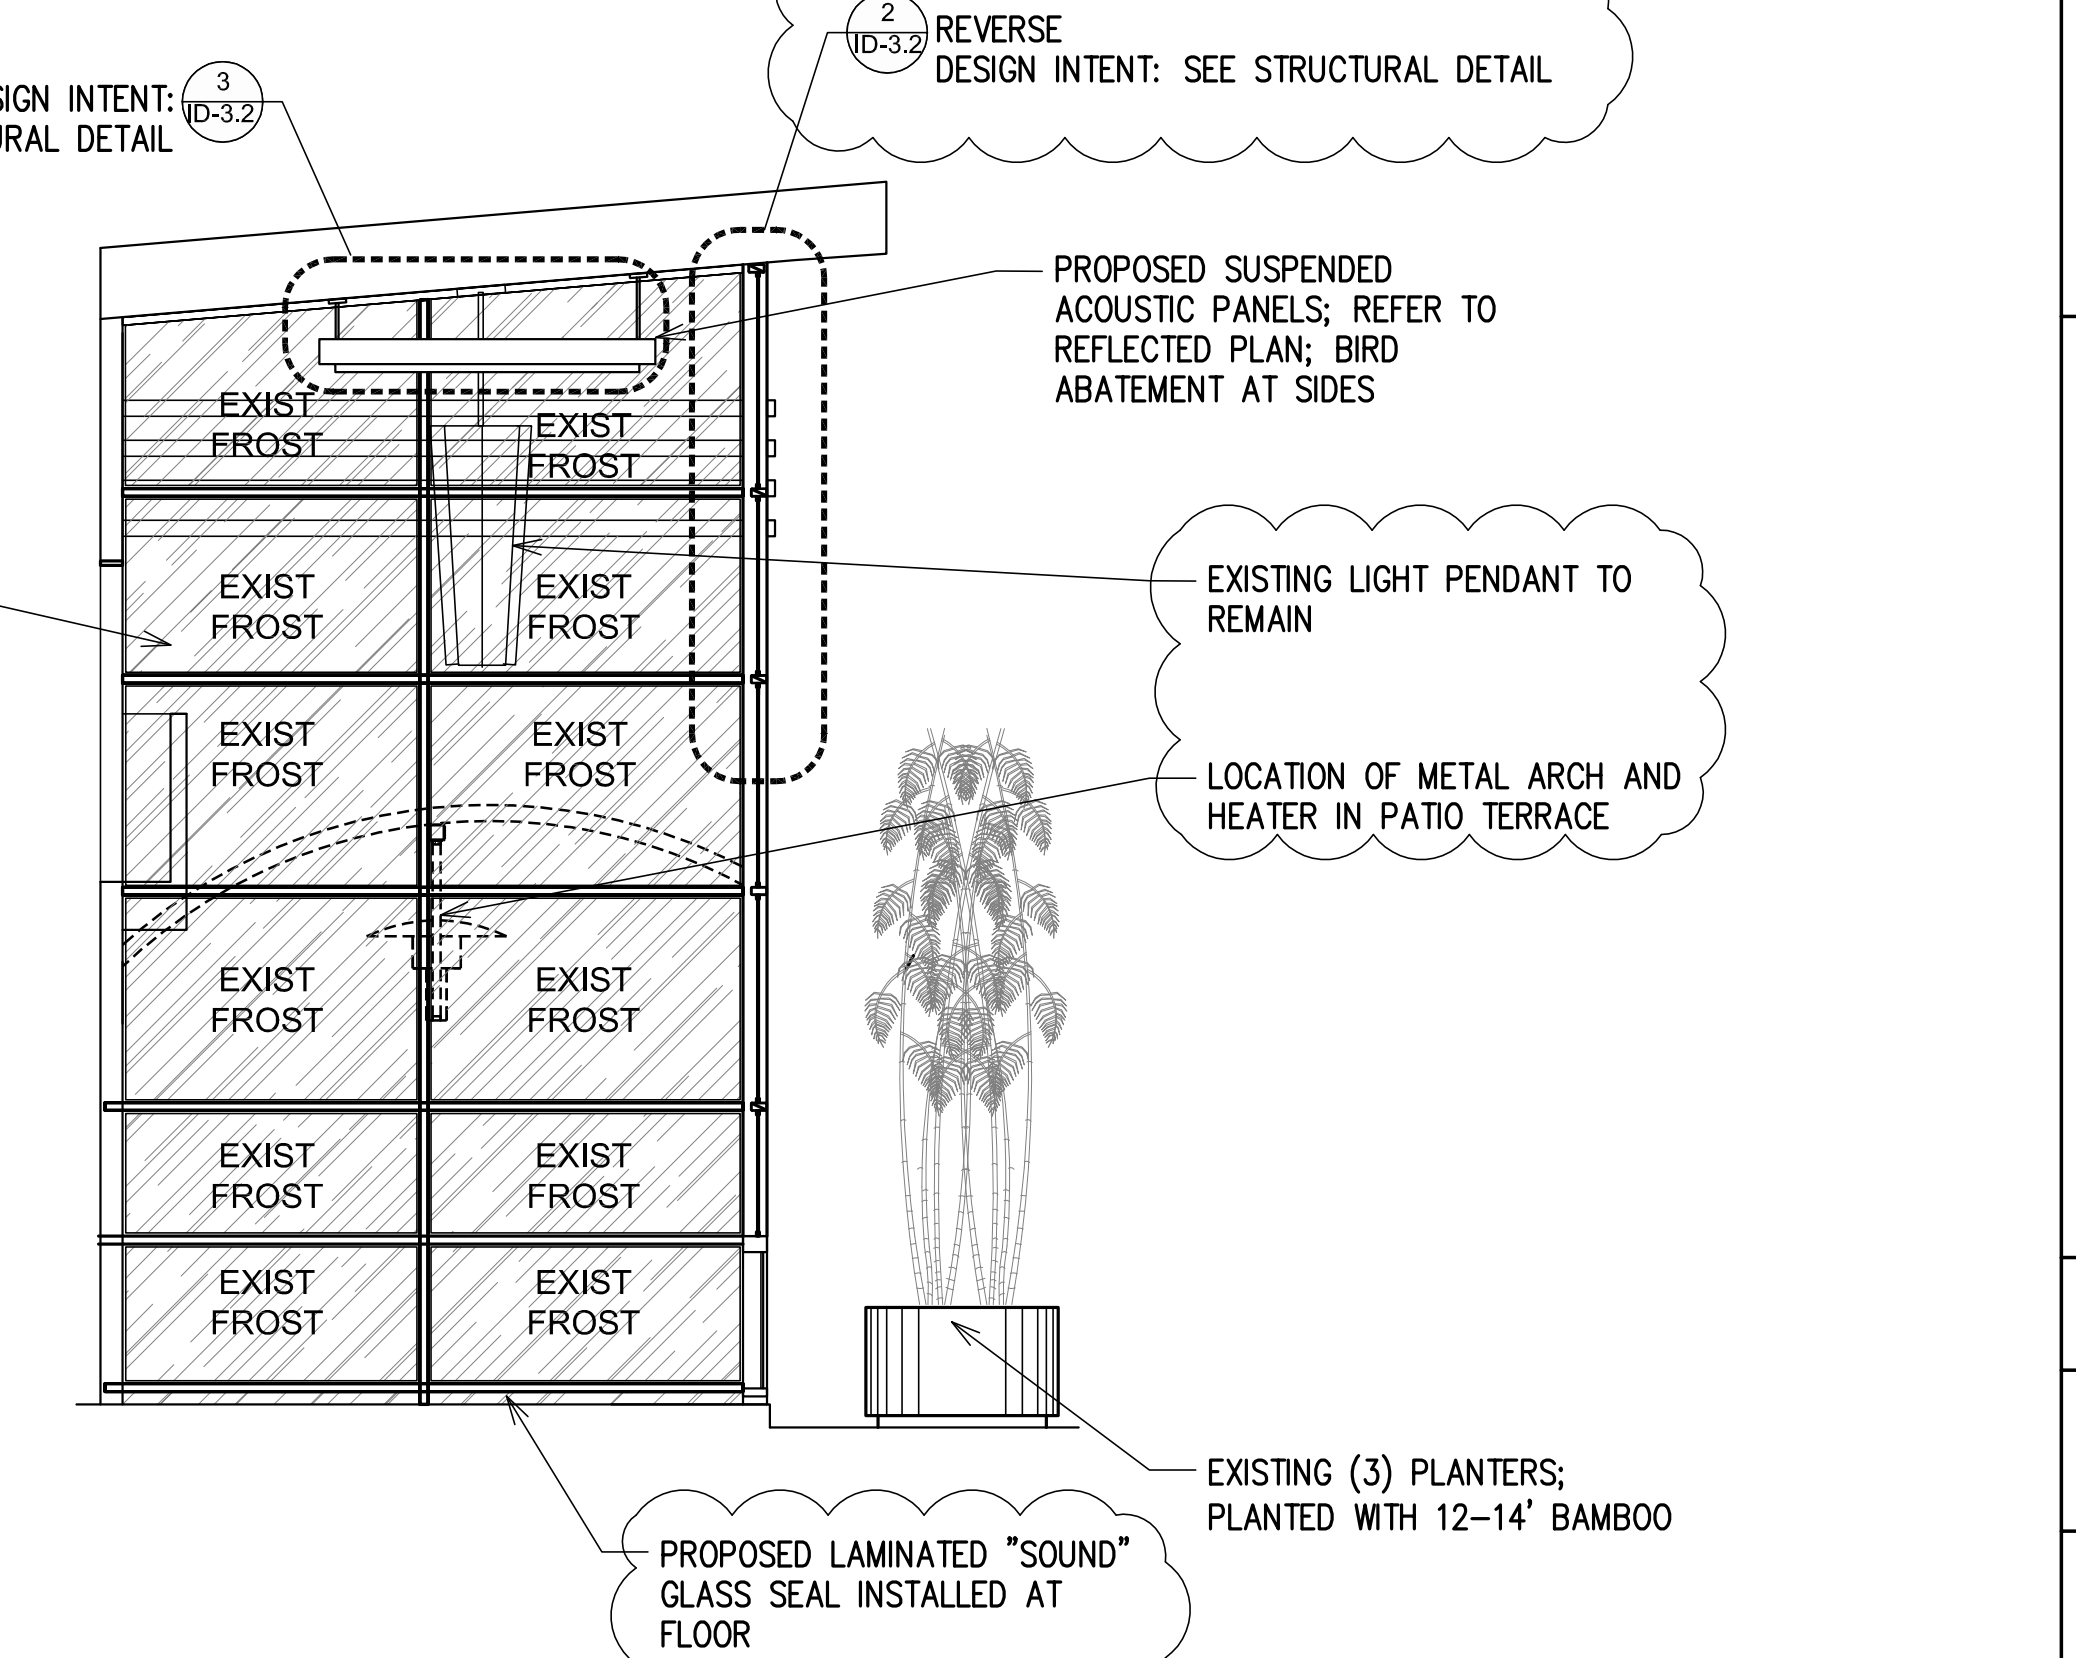 2
ID-3.2
REVERSE
DESIGN INTENT: SEE STRUCTURAL DETAIL
INTENT:
3
ID-3.2
DETAIL
PROPOSED SUSPENDED
ACOUSTIC PANELS; REFER TO
REFLECTED PLAN; BIRD
ABATEMENT AT SIDES
EXIST
FROST
EXIST
FROST
EXIST
FROST
EXIST
FROST
EXISTING LIGHT PENDANT TO
REMAIN
EXIST
FROST
EXIST
FROST
LOCATION OF METAL ARCH AND
HEATER IN PATIO TERRACE
EXIST
FROST
EXIST
FROST
EXIST
FROST
EXIST
FROST
EXIST
FROST
EXIST
FROST
EXISTING (3) PLANTERS;
PLANTED WITH 12-14' BAMBOO
PROPOSED LAMINATED "SOUND"
GLASS SEAL INSTALLED AT
FLOOR